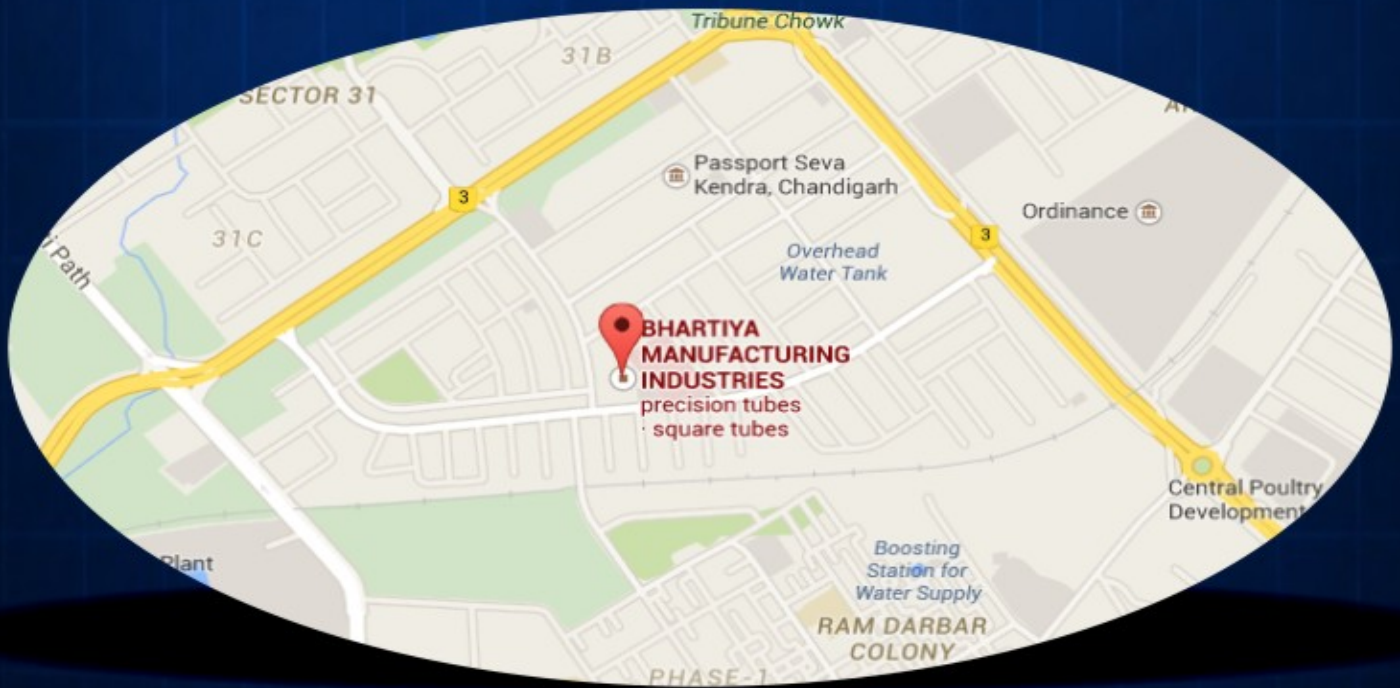 Tribune Chowk
31B
SECTOR 31
Passport Seva
Kendra, Chandigarh
3
Ordinance
3
31C
i Path
Overhead
Water Tank
BHARTIYA
MANUFACTURING
INDUSTRIES
precision tubes
· square tubes
Central Poultry
Development
Plant
Boosting
Station for
Water Supply
RAM DARBAR
COLONY
PHASE-1